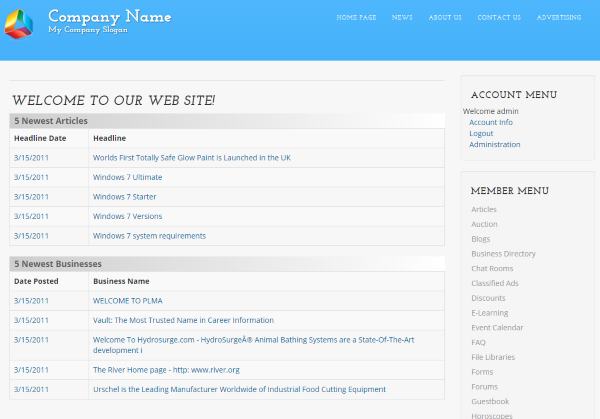 Company Name
My Company Slogan
HOME PAGE NEWS ABOUT US CONTACT US ADVERTISING
WELCOME TO OUR WEB SITE!
5 Newest Articles
Headline Date Headline
3/15/2011 Worlds First Totally Safe Glow Paint is Launched in the UK
3/15/2011 Windows 7 Ultimate
3/15/2011 Windows 7 Starter
3/15/2011 Windows 7 Versions
3/15/2011 Windows 7 system requirements
5 Newest Businesses
Date Posted Business Name
3/15/2011 WELCOME TO PLMA
3/15/2011 Vault: The Most Trusted Name in Career Information
3/15/2011 Welcome To Hydrosurge.com - HydroSurgeÂ® Animal Bathing Systems are a State-Of-The-Art
development i
3/15/2011 The River Home page - http: www.river.org
3/15/2011 Urschel is the Leading Manufacturer Worldwide of Industrial Food Cutting Equipment
ACCOUNT MENU
Welcome admin
Account Info
Logout
Administration
MEMBER MENU
Articles
Auction
Blogs
Business Directory
Chat Rooms
Classified Ads
Discounts
E-Learning
Event Calendar
FAQ
File Libraries
Forms
Forums
Guestbook
Horoscopes